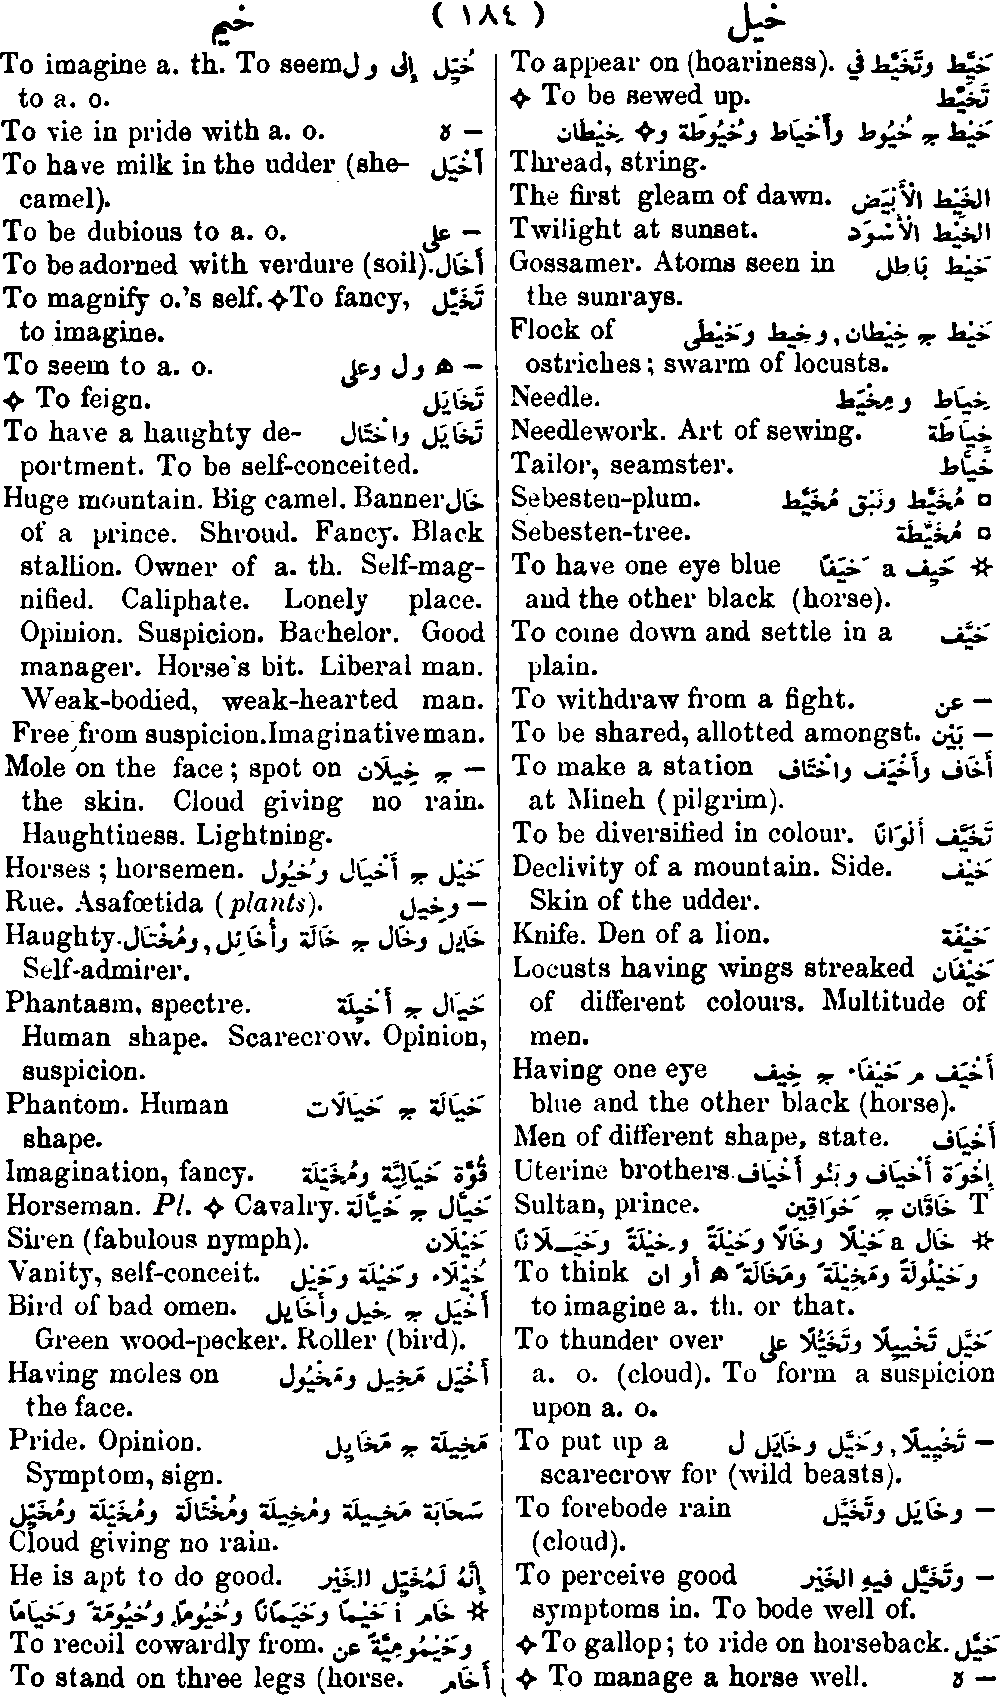 خيل ( ١٨٤ ) خيم
To appear on (hoariness). خَيَّط وتَخَيَّط في
✧ To be sewed up. تَخَيَّط
خَيْط ج خُيُوط وأَخْيَاط وخُيُوطَة و✧ خِيْطَان
Thread, string.
The first gleam of dawn. الخَيْط الأَبْيَض
Twilight at sunset. الخَيْط الأَسْوَد
Gossamer. Atoms seen in خَيْط بَاطِل
the sunrays.
Flock of خَيْط ج خِيْطَان, وخِيط وخَيْطَى
ostriches; swarm of locusts.
Needle. خِيَاط ومِخْيَط
Needlework. Art of sewing. خِيَاطَة
Tailor, seamster. خَيَّاط
Sebesten-plum. مُخَيَّط ونَبْق مُخَيَّط □
Sebesten-tree. مُخَيَّطَة □
To have one eye blue خَيِف a خَيَفًا ✲
and the other black (horse).
To come down and settle in a خَيَّف
plain.
To withdraw from a fight. — عن
To be shared, allotted amongst. — بَيْن
To make a station أَخَاف وأَخْيَف واخْتَاف
at Mineh (pilgrim).
To be diversified in colour. تَخَيَّف أَلْوَانًا
Declivity of a mountain. Side. خَيْف
Skin of the udder.
Knife. Den of a lion. خَيْفَة
Locusts having wings streaked خَيْفَان
of different colours. Multitude of
men.
Having one eye أَخْيَف م خَيْفَاء ج خِيف
blue and the other black (horse).
Men of different shape, state. أَخْيَاف
Uterine brothers. إِخْوَة أَخْيَاف وبَنُو أَخْيَاف
Sultan, prince. خَاقَان ج خَوَاقِين T
✲ خَال a خَيْلًا وخَالًا وخَيْلَةً وخِيلَةً وخَيَلَانًا
To think وخَيْلُولَةً ومَخِيلَةً ومَخَالَةً ه أو ان
to imagine a. th. or that.
To thunder over خَيَّل تَخْيِيلًا وتَخَيُّلًا على
a. o. (cloud). To form a suspicion
upon a. o.
To put up a — تَخْيِيلًا, وخَيَّل وخَايَل ل
scarecrow for (wild beasts).
To forebode rain — وخَايَل وتَخَيَّل
(cloud).
To perceive good — وتَخَيَّل فيهِ الخَيْر
symptoms in. To bode well of.
✧ To gallop; to ride on horseback. خَيَّل
✧ To manage a horse well. — ه
To imagine a. th. To seem خُيِّل إلى ول
to a. o.
To vie in pride with a. o. — ه
To have milk in the udder (she- أَخْيَل
camel).
To be dubious to a. o. — على
To be adorned with verdure (soil). أَخَال
To magnify o.'s self. ✧ To fancy, تَخَيَّل
to imagine.
To seem to a. o. — ه ول وعلى
✧ To feign. تَخَايَل
To have a haughty de- تَخَايَل واخْتَال
portment. To be self-conceited.
Huge mountain. Big camel. Banner خَال
of a prince. Shroud. Fancy. Black
stallion. Owner of a. th. Self-mag-
nified. Caliphate. Lonely place.
Opinion. Suspicion. Bachelor. Good
manager. Horse's bit. Liberal man.
Weak-bodied, weak-hearted man.
Free from suspicion. Imaginative man.
Mole on the face; spot on — ج خِيلَان
the skin. Cloud giving no rain.
Haughtiness. Lightning.
Horses; horsemen. خَيْل ج أَخْيَال وخُيُول
Rue. Asafœtida (plants). — وخِيل
Haughty. خَايِل وخَال ج خَالَة وأَخَائِل, ومُخْتَال
Self-admirer.
Phantasm, spectre. خَيَال ج أَخْيِلَة
Human shape. Scarecrow. Opinion,
suspicion.
Phantom. Human خَيَالَة ج خَيَالَات
shape.
Imagination, fancy. قُوَّة خَيَالِيَّة ومُخَيِّلَة
Horseman. Pl. ✧ Cavalry. خَيَّال ج خَيَّالَة
Siren (fabulous nymph). خَيْلَان
Vanity, self-conceit. خُيَلَاء وخَيْلَة وخَيْل
Bird of bad omen. أَخْيَل ج خِيل وأَخَايِل
Green wood-pecker. Roller (bird).
Having moles on أَخْيَل مَخِيل ومَخْيُول
the face.
Pride. Opinion. مَخِيلَة ج مَخَايِل
Symptom, sign.
سَحَابَة مَخِيلَة ومُخِيلَة ومُخْتَالَة ومُخَيِّلَة ومُخَيِّل
Cloud giving no rain.
He is apt to do good. إِنَّهُ لَمُخَيِّل الخَيْر
✲ خَام i خَيْمًا وخَيَمَانًا وخُيُومًا, وخُيُومَةً وخِيَامًا
To recoil cowardly from. وخَيْمُومِيَّةً عن
To stand on three legs (horse. أَخَام